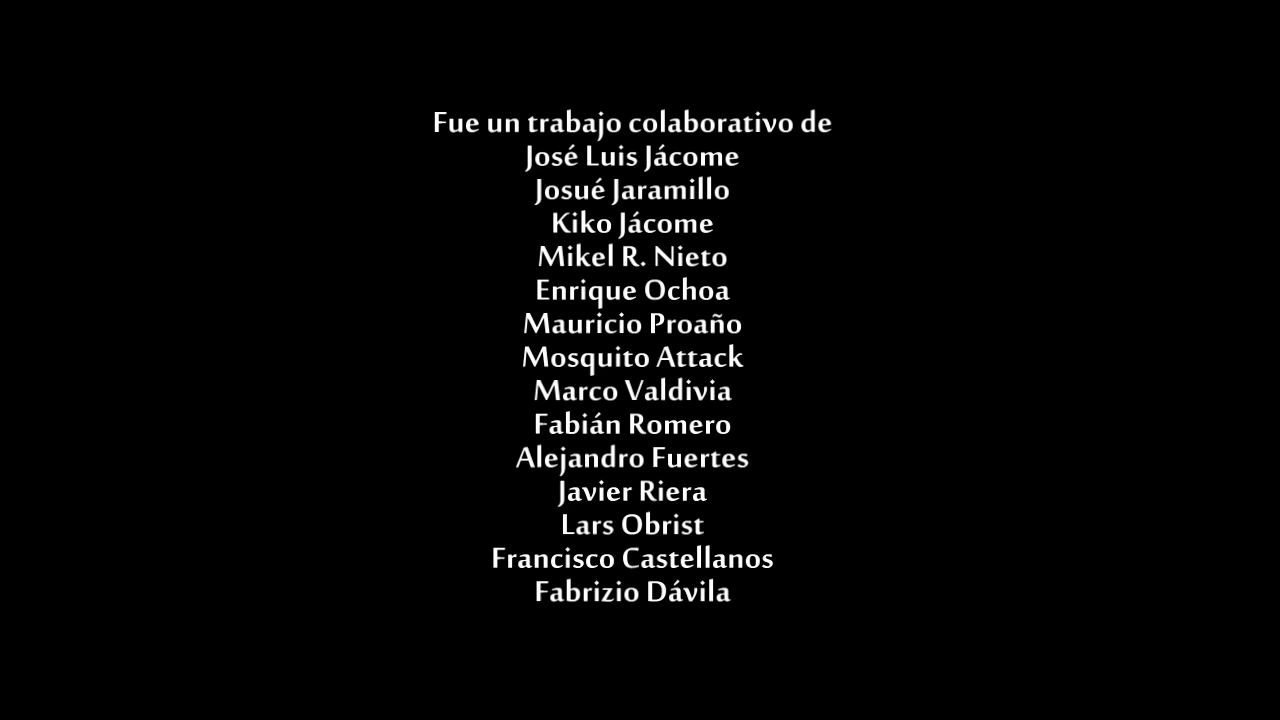 Fue un trabajo colaborativo de
José Luis Jácome
Josué Jaramillo
Kiko Jácome
Mikel R. Nieto
Enrique Ochoa
Mauricio Proaño
Mosquito Attack
Marco Valdivia
Fabián Romero
Alejandro Fuertes
Javier Riera
Lars Obrist
Francisco Castellanos
Fabrizio Dávila